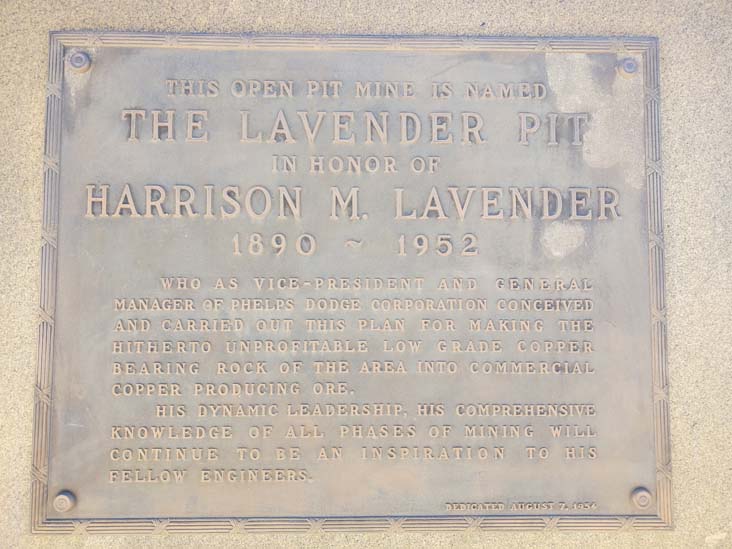 THIS OPEN PIT MINE IS NAMED
THE LAVENDER PIT
IN HONOR OF
HARRISON M. LAVENDER
1890 ~ 1952
WHO AS VICE-PRESIDENT AND GENERAL
MANAGER OF PHELPS DODGE CORPORATION CONCEIVED
AND CARRIED OUT THIS PLAN FOR MAKING THE
HITHERTO UNPROFITABLE LOW GRADE COPPER
BEARING ROCK OF THE AREA INTO COMMERCIAL
COPPER PRODUCING ORE.
HIS DYNAMIC LEADERSHIP, HIS COMPREHENSIVE
KNOWLEDGE OF ALL PHASES OF MINING WILL
CONTINUE TO BE AN INSPIRATION TO HIS
FELLOW ENGINEERS.
DEDICATED AUGUST 7, 1954